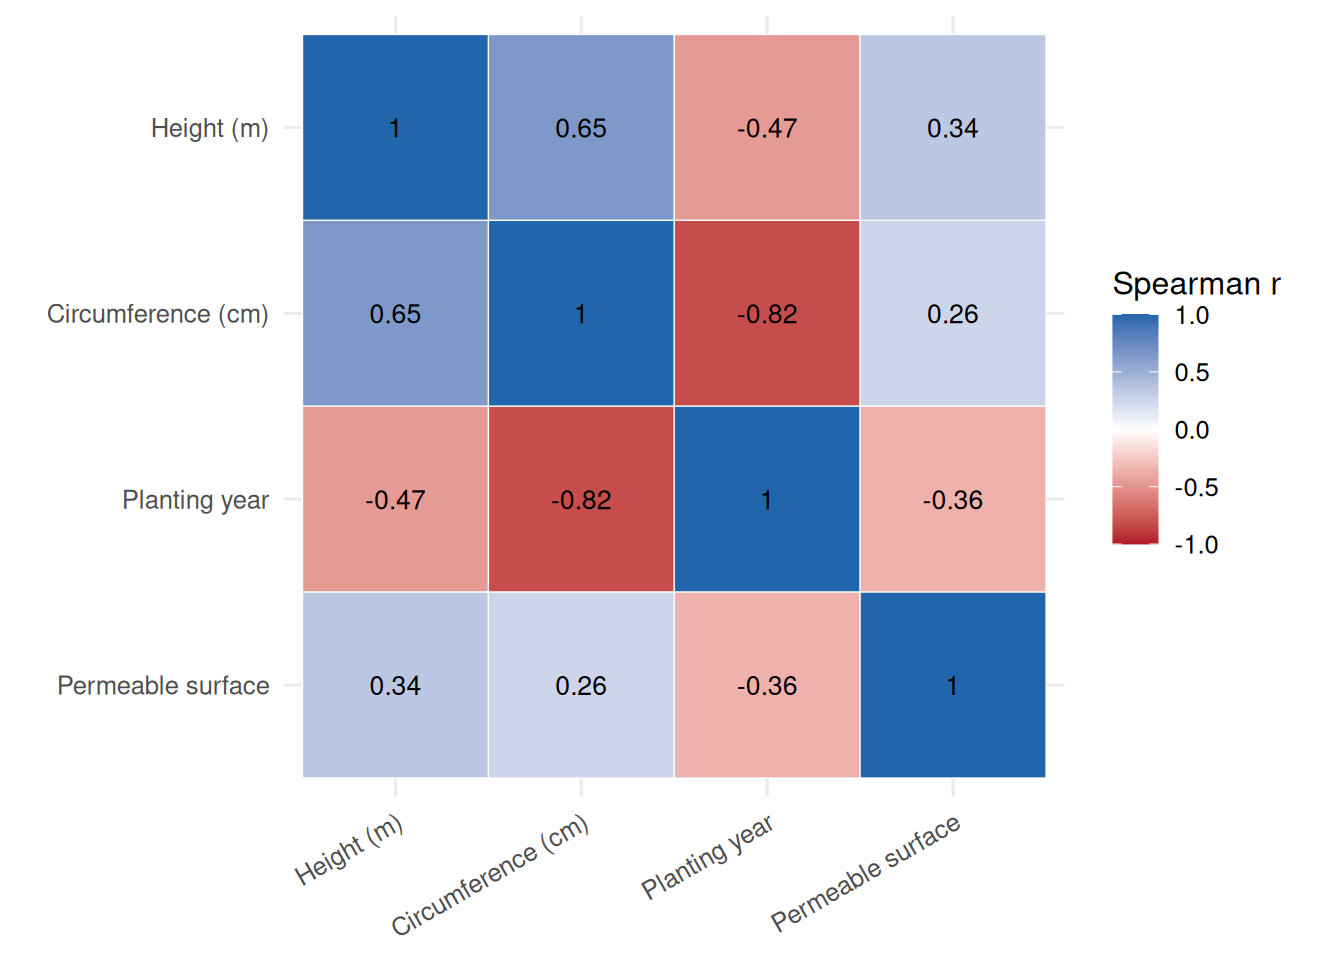 Height (m)
1
0.65
-0.47
0.34
Circumference (cm)
0.65
1
-0.82
0.26
Planting year
-0.47
-0.82
1
-0.36
Permeable surface
0.34
0.26
-0.36
1
Height (m)
Circumference (cm)
Planting year
Permeable surface
Spearman r
1.0
0.5
0.0
-0.5
-1.0